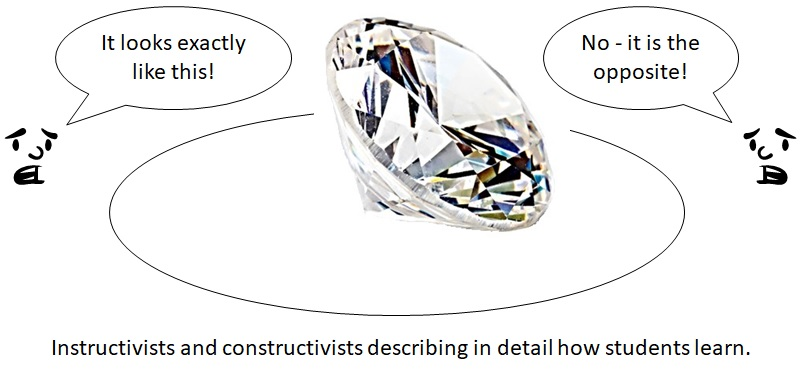 It looks exactly
like this!
No - it is the
opposite!
Instructivists and constructivists describing in detail how students learn.